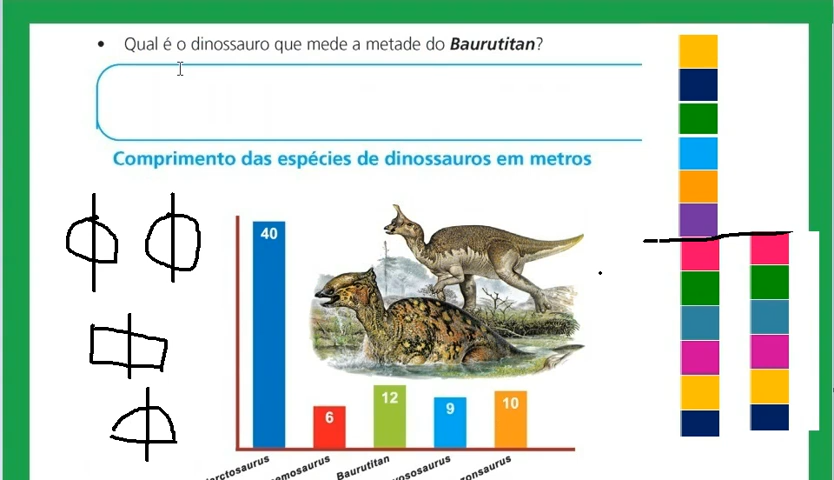 • Qual é o dinossauro que mede a metade do Baurutitan?
Comprimento das espécies de dinossauros em metros
40
6
12
9
10
Baurutitan